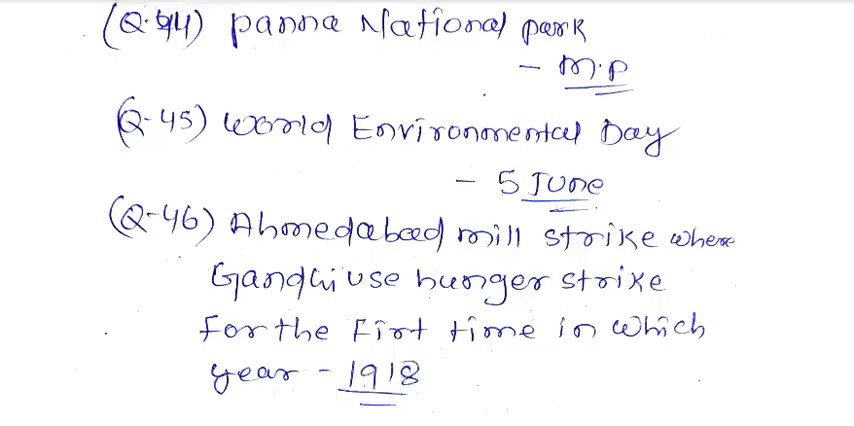 (Q.44) Panna National park
- M.P
(Q-45) World Environmental Day
- 5 June
(Q-46) Ahmedabad mill strike where
Gandhi use hunger strike
for the Firt time in which
year - 1918